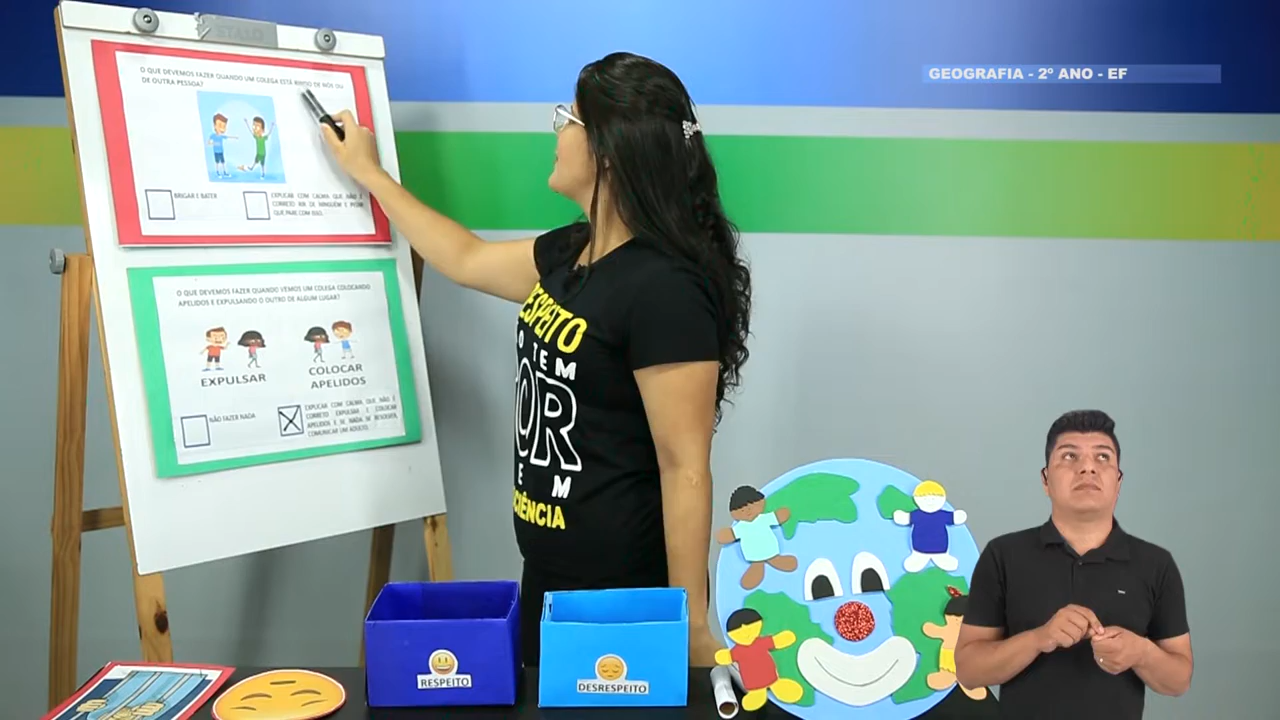 GEOGRAFIA - 2º ANO - EF
STALO
O QUE DEVEMOS FAZER QUANDO UM COLEGA ESTÁ RINDO DE NÓS OU
DE OUTRA PESSOA?
BRIGAR E BATER
EXPLICAR COM CALMA QUE NÃO É
CORRETO RIR DE NINGUÉM E PEDIR
QUE PARE COM ISSO.
O QUE DEVEMOS FAZER QUANDO VEMOS UM COLEGA COLOCANDO
APELIDOS E EXPULSANDO O OUTRO DE ALGUM LUGAR?
EXPULSAR
COLOCAR
APELIDOS
NÃO FAZER NADA
EXPLICAR COM CALMA QUE NÃO É
CORRETO EXPULSAR E COLOCAR
APELIDOS E SE NADA SE RESOLVER,
COMUNICAR UM ADULTO.
RESPEITO
O TEM
COR
E M
CIÊNCIA
RESPEITO
DESRESPEITO